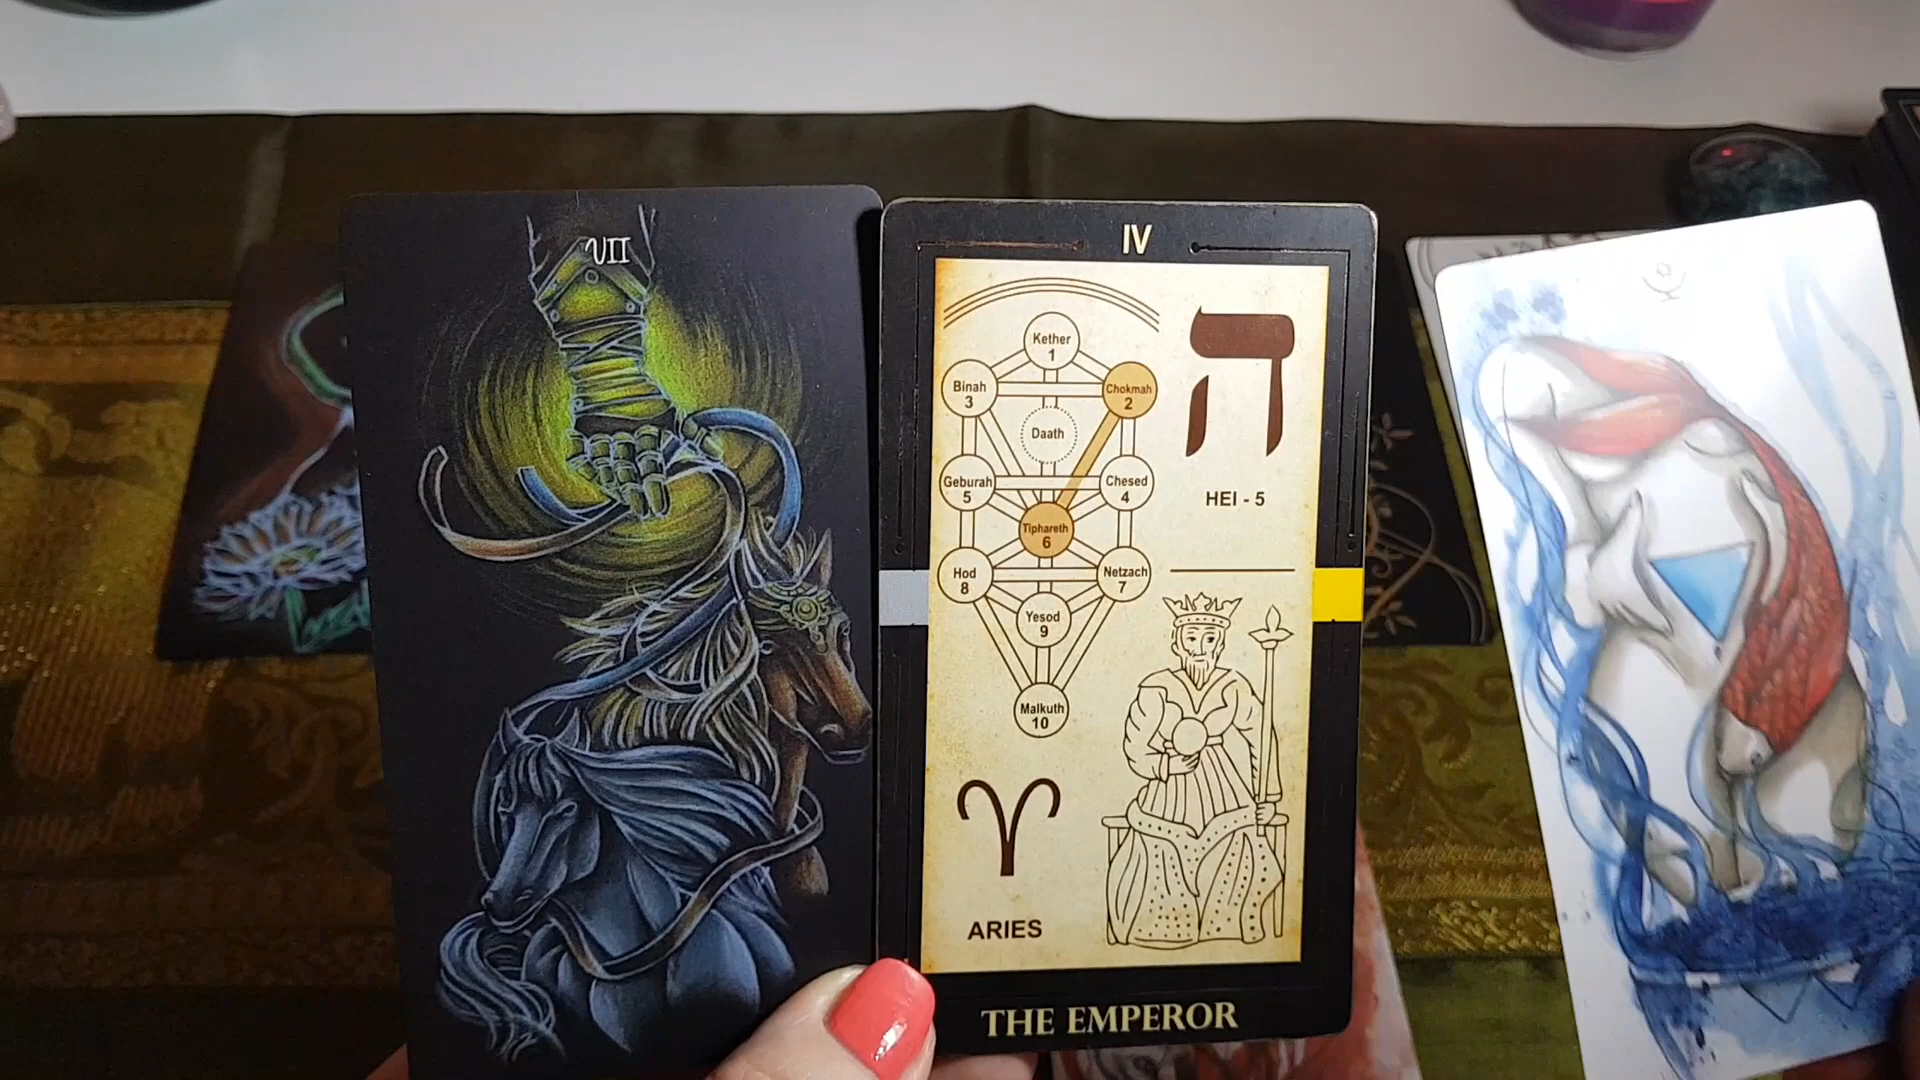 VII
IV
Kether
1
Binah
3
Chokmah
2
Daath
Geburah
5
Chesed
4
Tiphareth
6
Hod
8
Netzach
7
Yesod
9
Malkuth
10
ה
HEI - 5
ARIES
THE EMPEROR